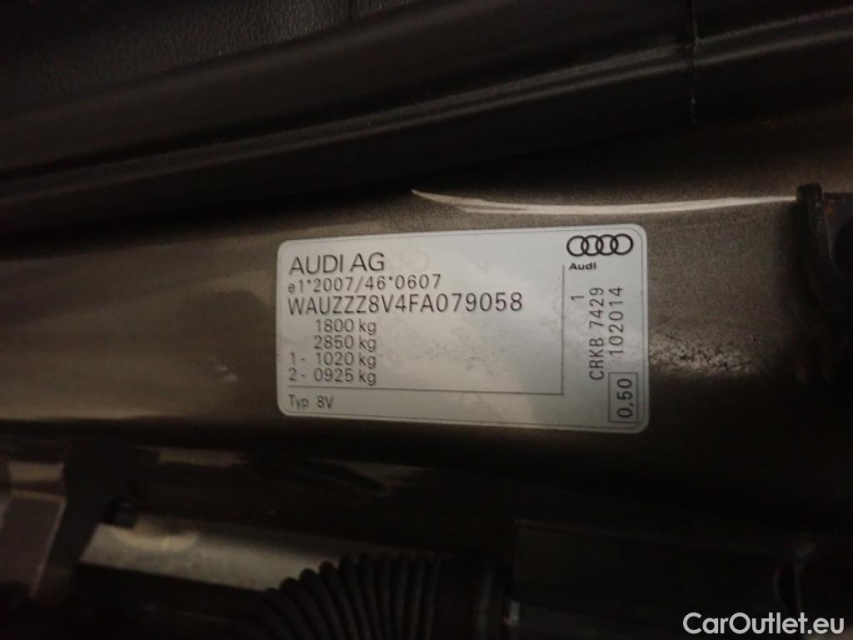 AUDI AG
e1*2007/46*0607
WAUZZZ8V4FA079058
1800 kg
2850 kg
1- 1020 kg
2- 0925 kg
Typ 8V
Audi
1
CRKB 7429
102014
0,50
CarOutlet.eu